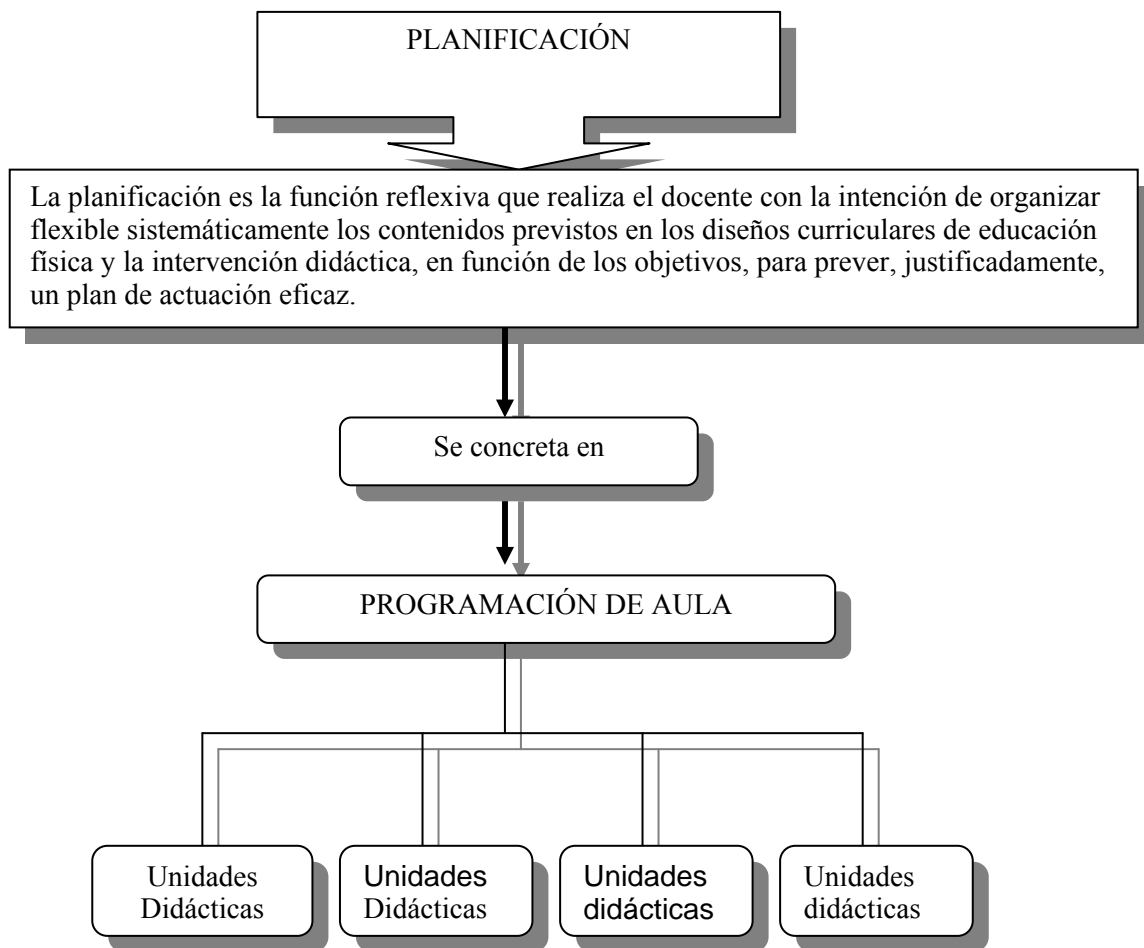 PLANIFICACIÓN
La planificación es la función reflexiva que realiza el docente con la intención de organizar
flexible sistemáticamente los contenidos previstos en los diseños curriculares de educación
física y la intervención didáctica, en función de los objetivos, para prever, justificadamente,
un plan de actuación eficaz.
Se concreta en
PROGRAMACIÓN DE AULA
Unidades
Didácticas
Unidades
Didácticas
Unidades
didácticas
Unidades
didácticas